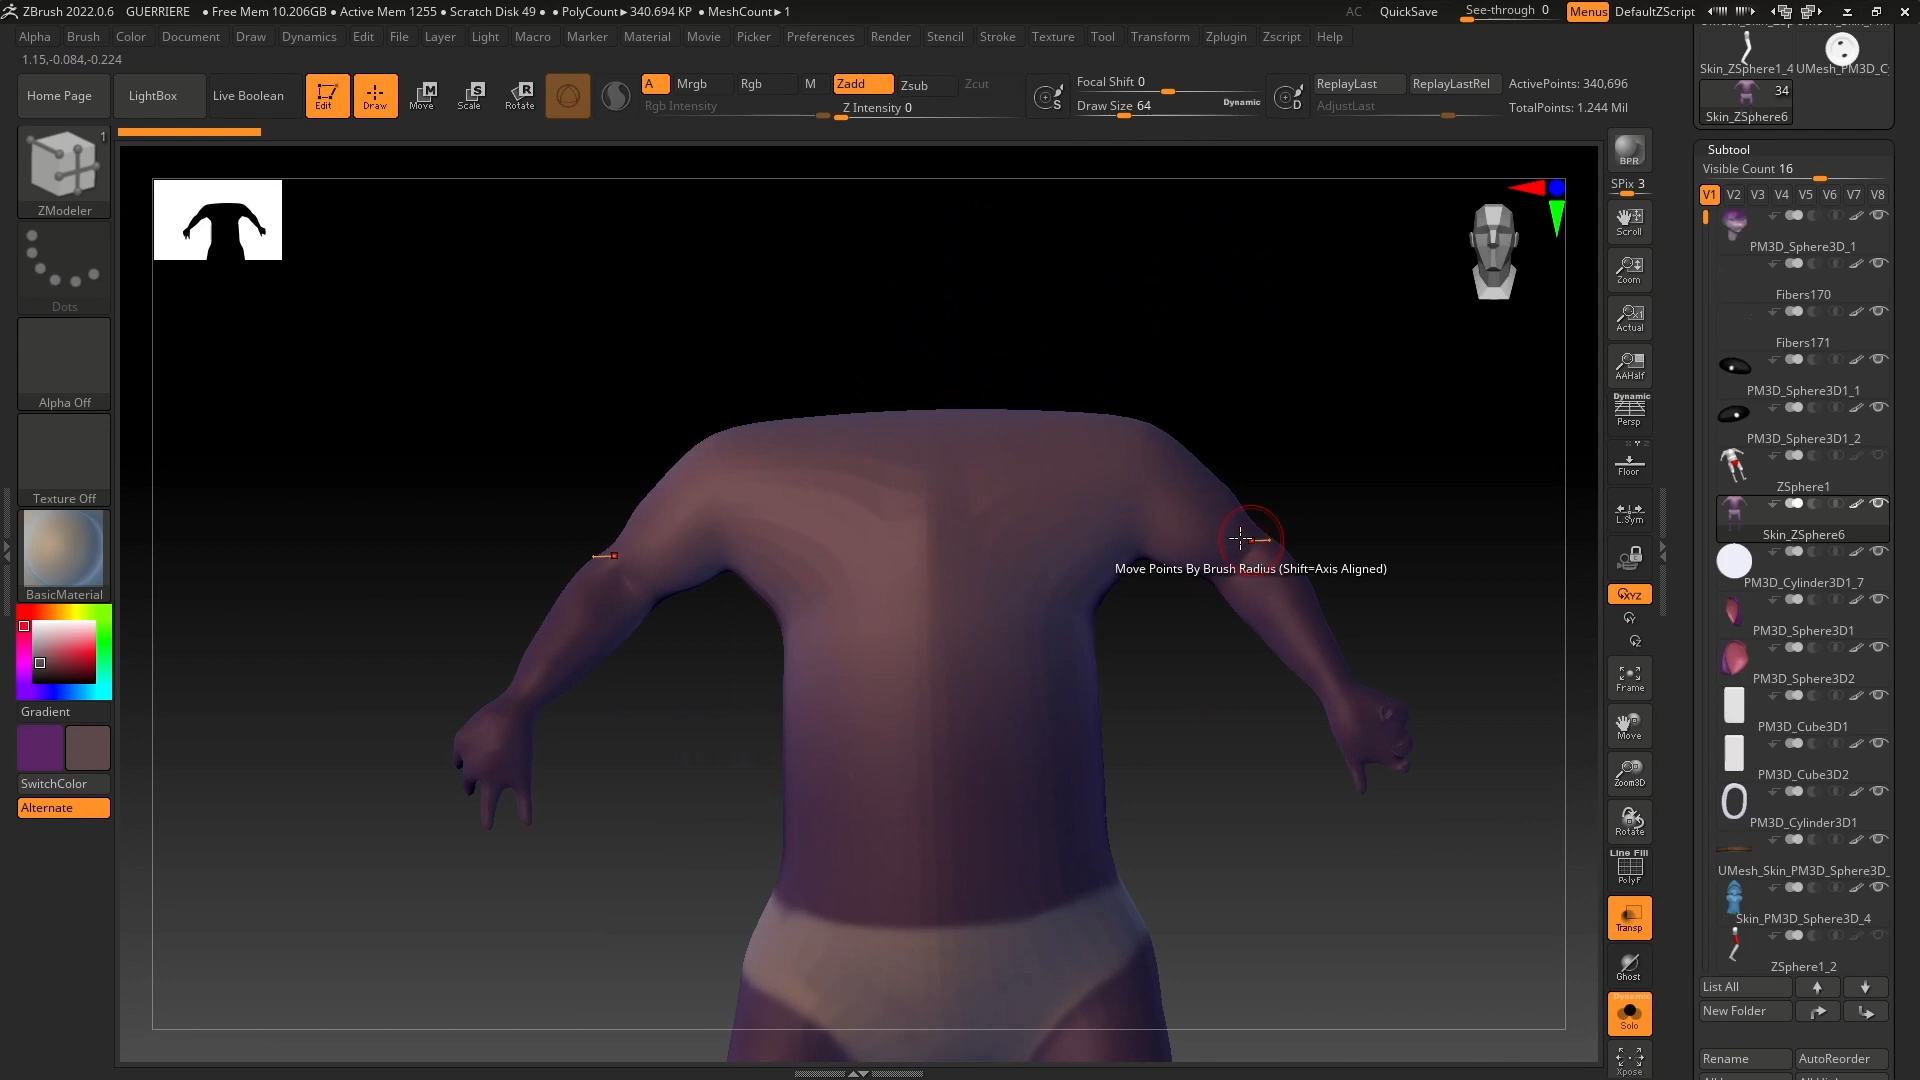 ZBrush 2022.0.6 GUERRIERE • Free Mem 10.206GB • Active Mem 1255 • Scratch Disk 49 • PolyCount▶340.694 KP • MeshCount▶1 AC QuickSave See-through 0 Menus DefaultZScript
Alpha Brush Color Document Draw Dynamics Edit File Layer Light Macro Marker Material Movie Picker Preferences Render Stencil Stroke Texture Tool Transform Zplugin Zscript Help
1.15,-0.084,-0.224
Home Page LightBox Live Boolean Edit Draw Move Scale Rotate
A Mrgb Rgb M Zadd Zsub Zcut
Rgb Intensity Z Intensity 0
Focal Shift 0
Draw Size 64 Dynamic
ReplayLast ReplayLastRel
AdjustLast
ActivePoints: 340,696
TotalPoints: 1.244 Mil
1
ZModeler
Dots
Alpha Off
Texture Off
BasicMaterial
Gradient
SwitchColor
Alternate
Move Points By Brush Radius (Shift=Axis Aligned)
BPR
SPix 3
Scroll
Zoom
Actual
AAHalf
Dynamic
Persp
Floor
L.Sym
XYZ
Y
Z
Frame
Move
Zoom3D
Rotate
Line Fill
PolyF
Transp
Ghost
Dynamic
Solo
Xpose
Skin_ZSphere1_4 UMesh_PM3D_C
34
Skin_ZSphere6
Subtool
Visible Count 16
V1 V2 V3 V4 V5 V6 V7 V8
PM3D_Sphere3D_1
Fibers170
Fibers171
PM3D_Sphere3D1_1
PM3D_Sphere3D1_2
ZSphere1
Skin_ZSphere6
PM3D_Cylinder3D1_7
PM3D_Sphere3D1
PM3D_Sphere3D2
PM3D_Cube3D1
PM3D_Cube3D2
PM3D_Cylinder3D1
UMesh_Skin_PM3D_Sphere3D_
Skin_PM3D_Sphere3D_4
ZSphere1_2
List All
New Folder
Rename AutoReorder